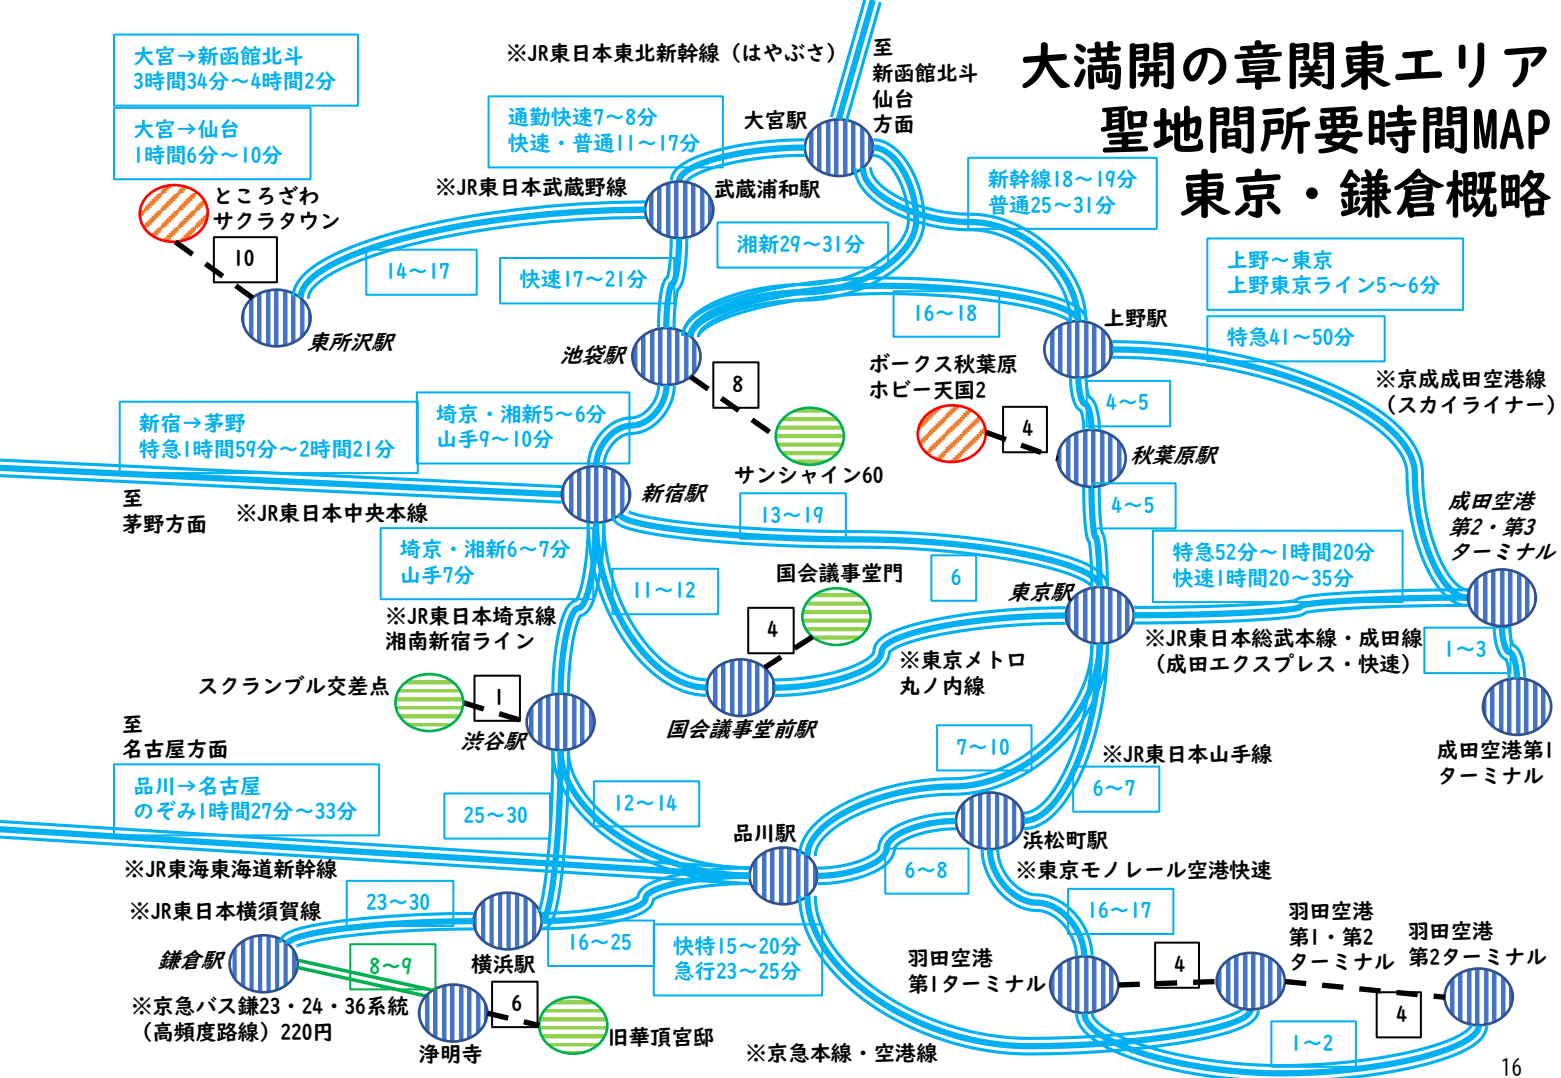 大満開の章関東エリア
聖地間所要時間MAP
東京・鎌倉概略
大宮→新函館北斗
3時間34分～4時間2分
大宮→仙台
1時間6分～10分
※JR東日本東北新幹線（はやぶさ）
至
新函館北斗
仙台
方面
大宮駅
通勤快速7～8分
快速・普通11～17分
※JR東日本武蔵野線
武蔵浦和駅
新幹線18～19分
普通25～31分
ところざわ
サクラタウン
10
14～17
快速17～21分
湘新29～31分
16～18
上野～東京
上野東京ライン5～6分
特急41～50分
東所沢駅
池袋駅
上野駅
8
ボークス秋葉原
ホビー天国2
4
4～5
※京成成田空港線
（スカイライナー）
新宿→茅野
特急1時間59分～2時間21分
埼京・湘新5～6分
山手9～10分
サンシャイン60
秋葉原駅
至
茅野方面
※JR東日本中央本線
新宿駅
13～19
4～5
成田空港
第2・第3
ターミナル
埼京・湘新6～7分
山手7分
11～12
国会議事堂門
6
東京駅
特急52分～1時間20分
快速1時間20～35分
※JR東日本埼京線
湘南新宿ライン
4
※東京メトロ
丸ノ内線
※JR東日本総武本線・成田線
（成田エクスプレス・快速）
1～3
スクランブル交差点
1
渋谷駅
国会議事堂前駅
成田空港第1
ターミナル
至
名古屋方面
品川→名古屋
のぞみ1時間27分～33分
25～30
12～14
7～10
※JR東日本山手線
6～7
品川駅
浜松町駅
※JR東海東海道新幹線
6～8
※東京モノレール空港快速
※JR東日本横須賀線
23～30
16～25
快特15～20分
急行23～25分
16～17
鎌倉駅
8～9
横浜駅
羽田空港
第1ターミナル
4
羽田空港
第1・第2
ターミナル
羽田空港
第2ターミナル
4
※京急バス鎌23・24・36系統
（高頻度路線）220円
浄明寺
6
旧華頂宮邸
※京急本線・空港線
1～2
16